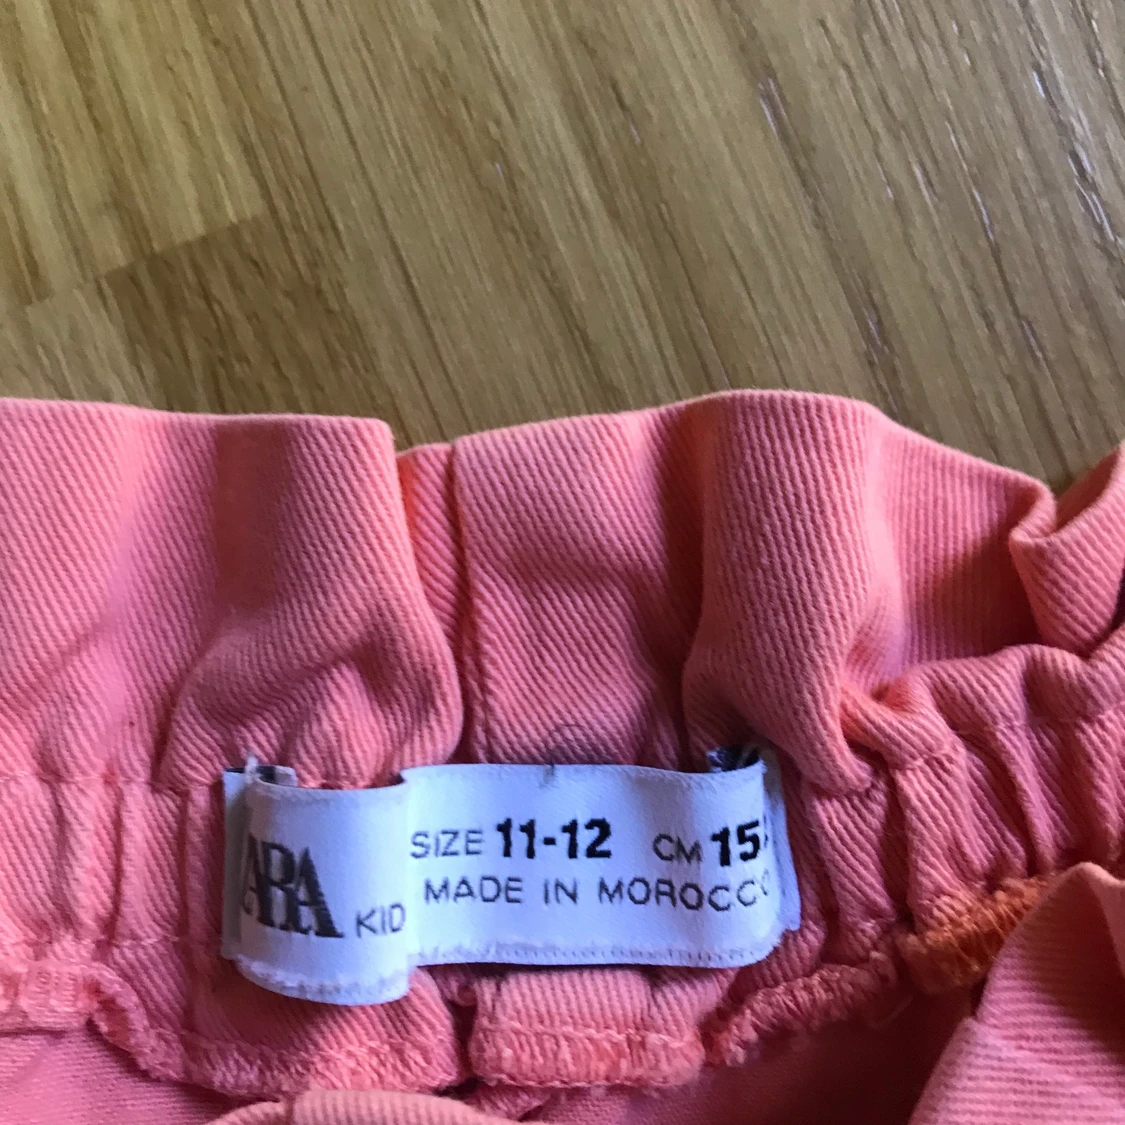 SIZE 11-12 CM 15
ARA KID MADE IN MOROCCO